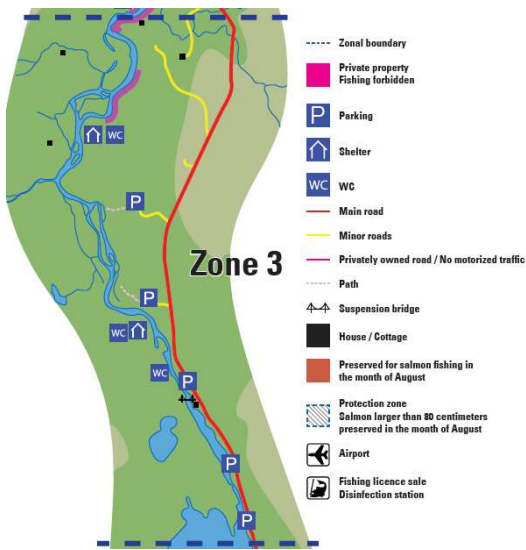 Zone 3
WC
P
P
WC
WC
P
P
P
Zonal boundary
Private property
Fishing forbidden
P
Parking
Shelter
WC
WC
Main road
Minor roads
Privately owned road / No motorized traffic
Path
Suspension bridge
House / Cottage
Preserved for salmon fishing in
the month of August
Protection zone
Salmon larger than 80 centimeters
preserved in the month of August
Airport
Fishing licence sale
Disinfection station